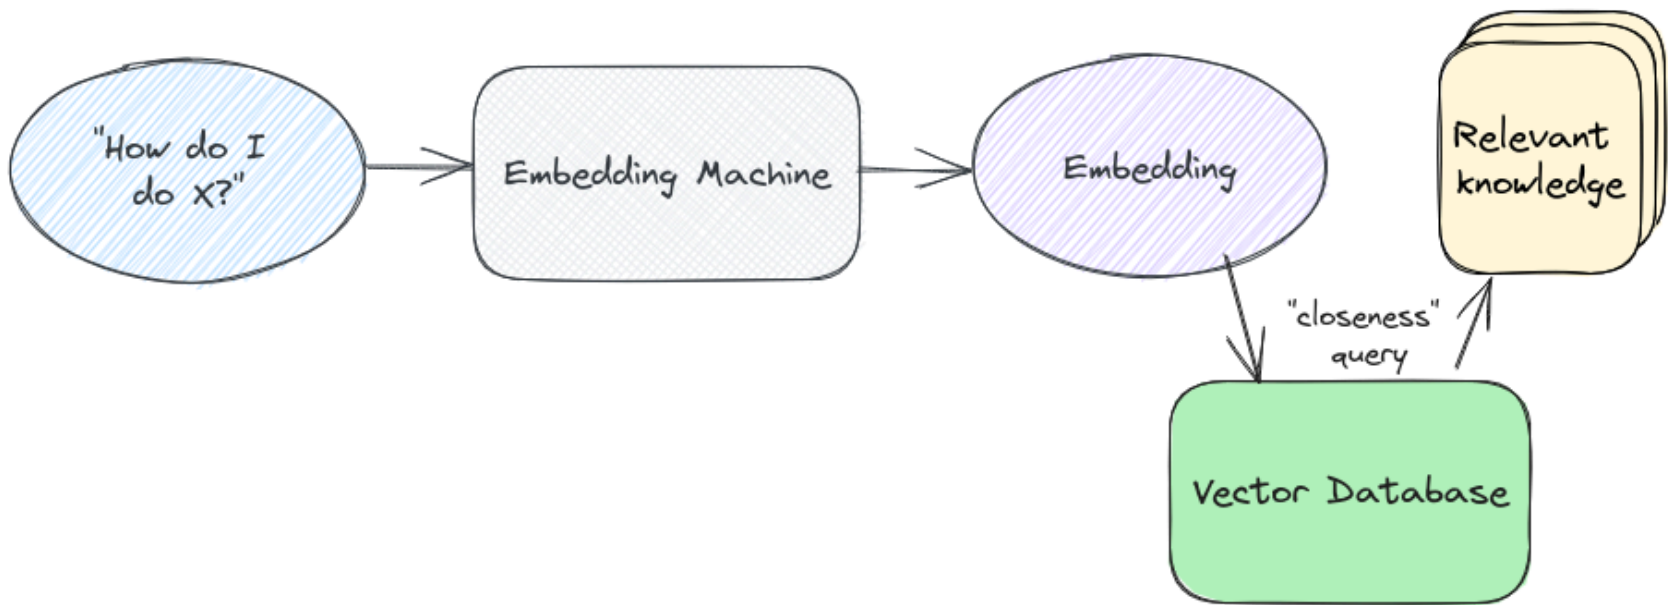 "How do I
do X?"
Embedding Machine
Embedding
"closeness"
query
Vector Database
Relevant
knowledge